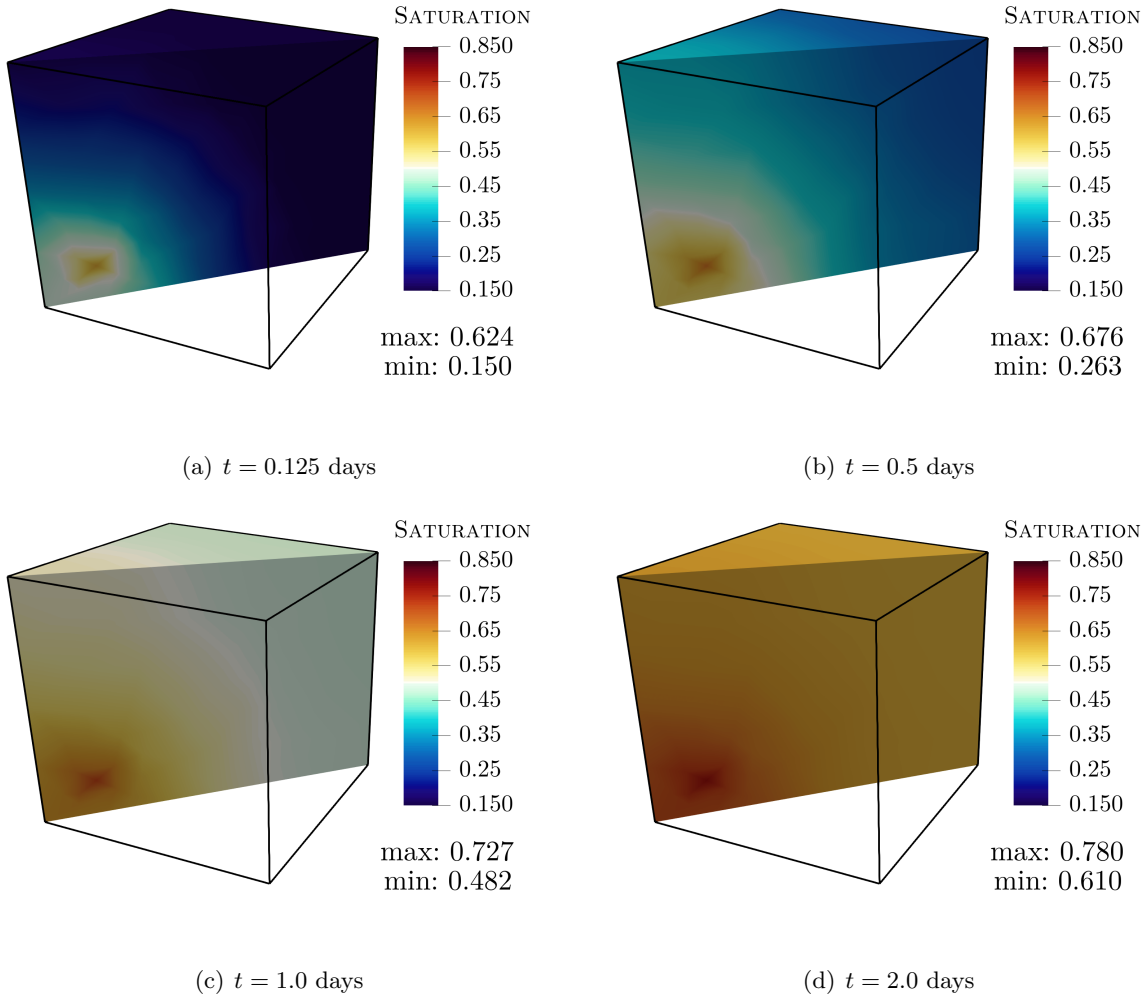 SATURATION
0.850
0.75
0.65
0.55
0.45
0.35
0.25
0.150
max: 0.624
min: 0.150
(a) t = 0.125 days
SATURATION
0.850
0.75
0.65
0.55
0.45
0.35
0.25
0.150
max: 0.676
min: 0.263
(b) t = 0.5 days
SATURATION
0.850
0.75
0.65
0.55
0.45
0.35
0.25
0.150
max: 0.727
min: 0.482
(c) t = 1.0 days
SATURATION
0.850
0.75
0.65
0.55
0.45
0.35
0.25
0.150
max: 0.780
min: 0.610
(d) t = 2.0 days